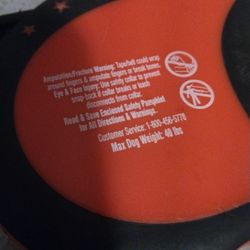 Amputation/Fracture Warning: Tape/belt could wrap
around fingers & amputate fingers or break bones.
Eye & Face Injury: Use safety collar to prevent
snap-back if collar breaks or leash
disconnects from collar.
Read & Save Enclosed Safety Pamphlet
for All Directions & Warnings.
Customer Service: 1-800-456-5778
Max Dog Weight: 40 lbs